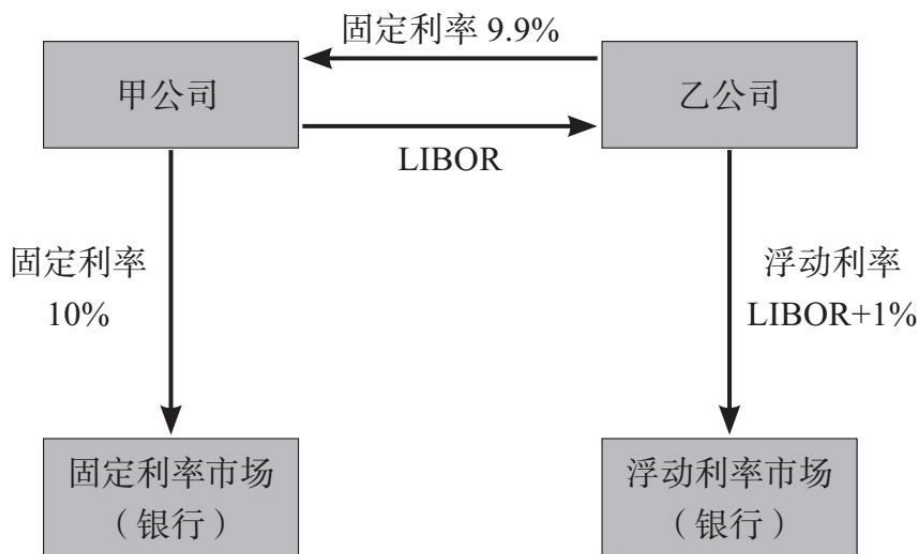 固定利率 9.9%
甲公司
乙公司
LIBOR
固定利率
10%
浮动利率
LIBOR+1%
固定利率市场
（银行）
浮动利率市场
（银行）